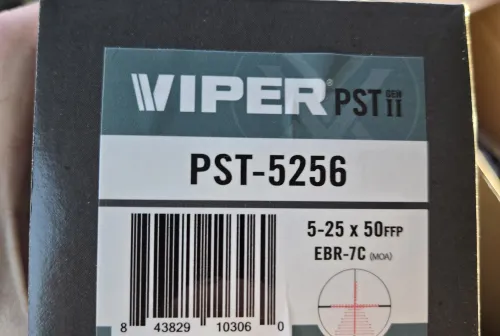 VIPER® PST GEN II
PST-5256
5-25 x 50FFP
EBR-7C (MOA)
8 43829 10306 0